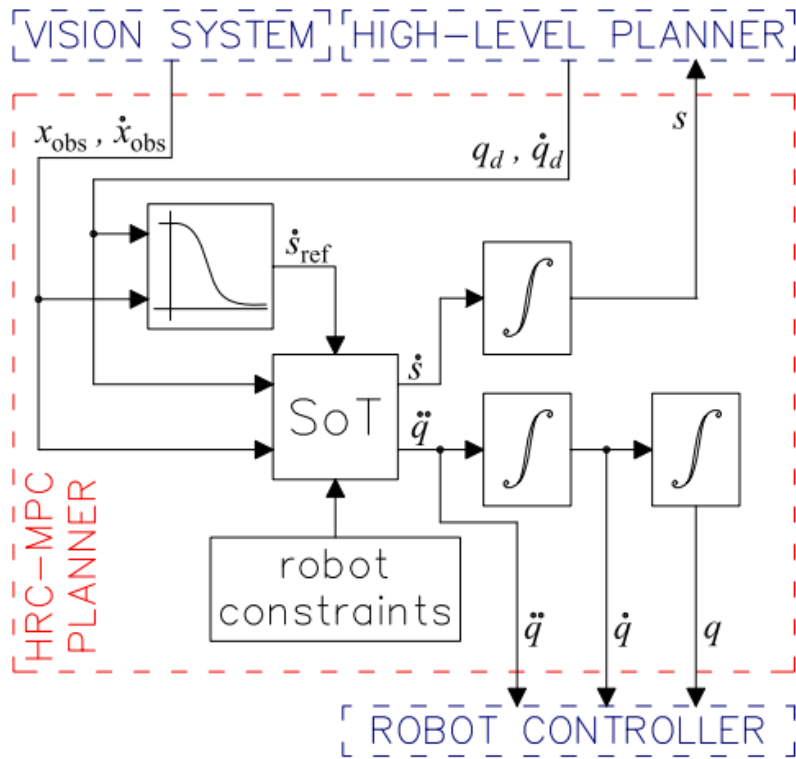 VISION SYSTEM
HIGH-LEVEL PLANNER
x_obs , ẋ_obs
q_d , q̇_d
s
ṡ_ref
ṡ
SoT
q̈
HRC-MPC
PLANNER
robot
constraints
q̈
q̇
q
ROBOT CONTROLLER